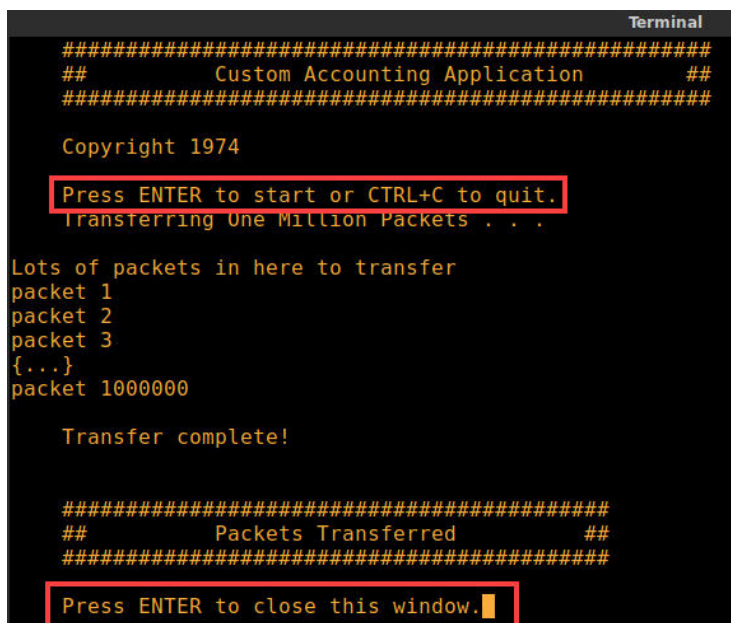 Terminal
###################################################
## Custom Accounting Application ##
###################################################
Copyright 1974
Press ENTER to start or CTRL+C to quit.
Transferring One Million Packets . . .
Lots of packets in here to transfer
packet 1
packet 2
packet 3
{...}
packet 1000000
Transfer complete!
###########################################
## Packets Transferred ##
###########################################
Press ENTER to close this window.